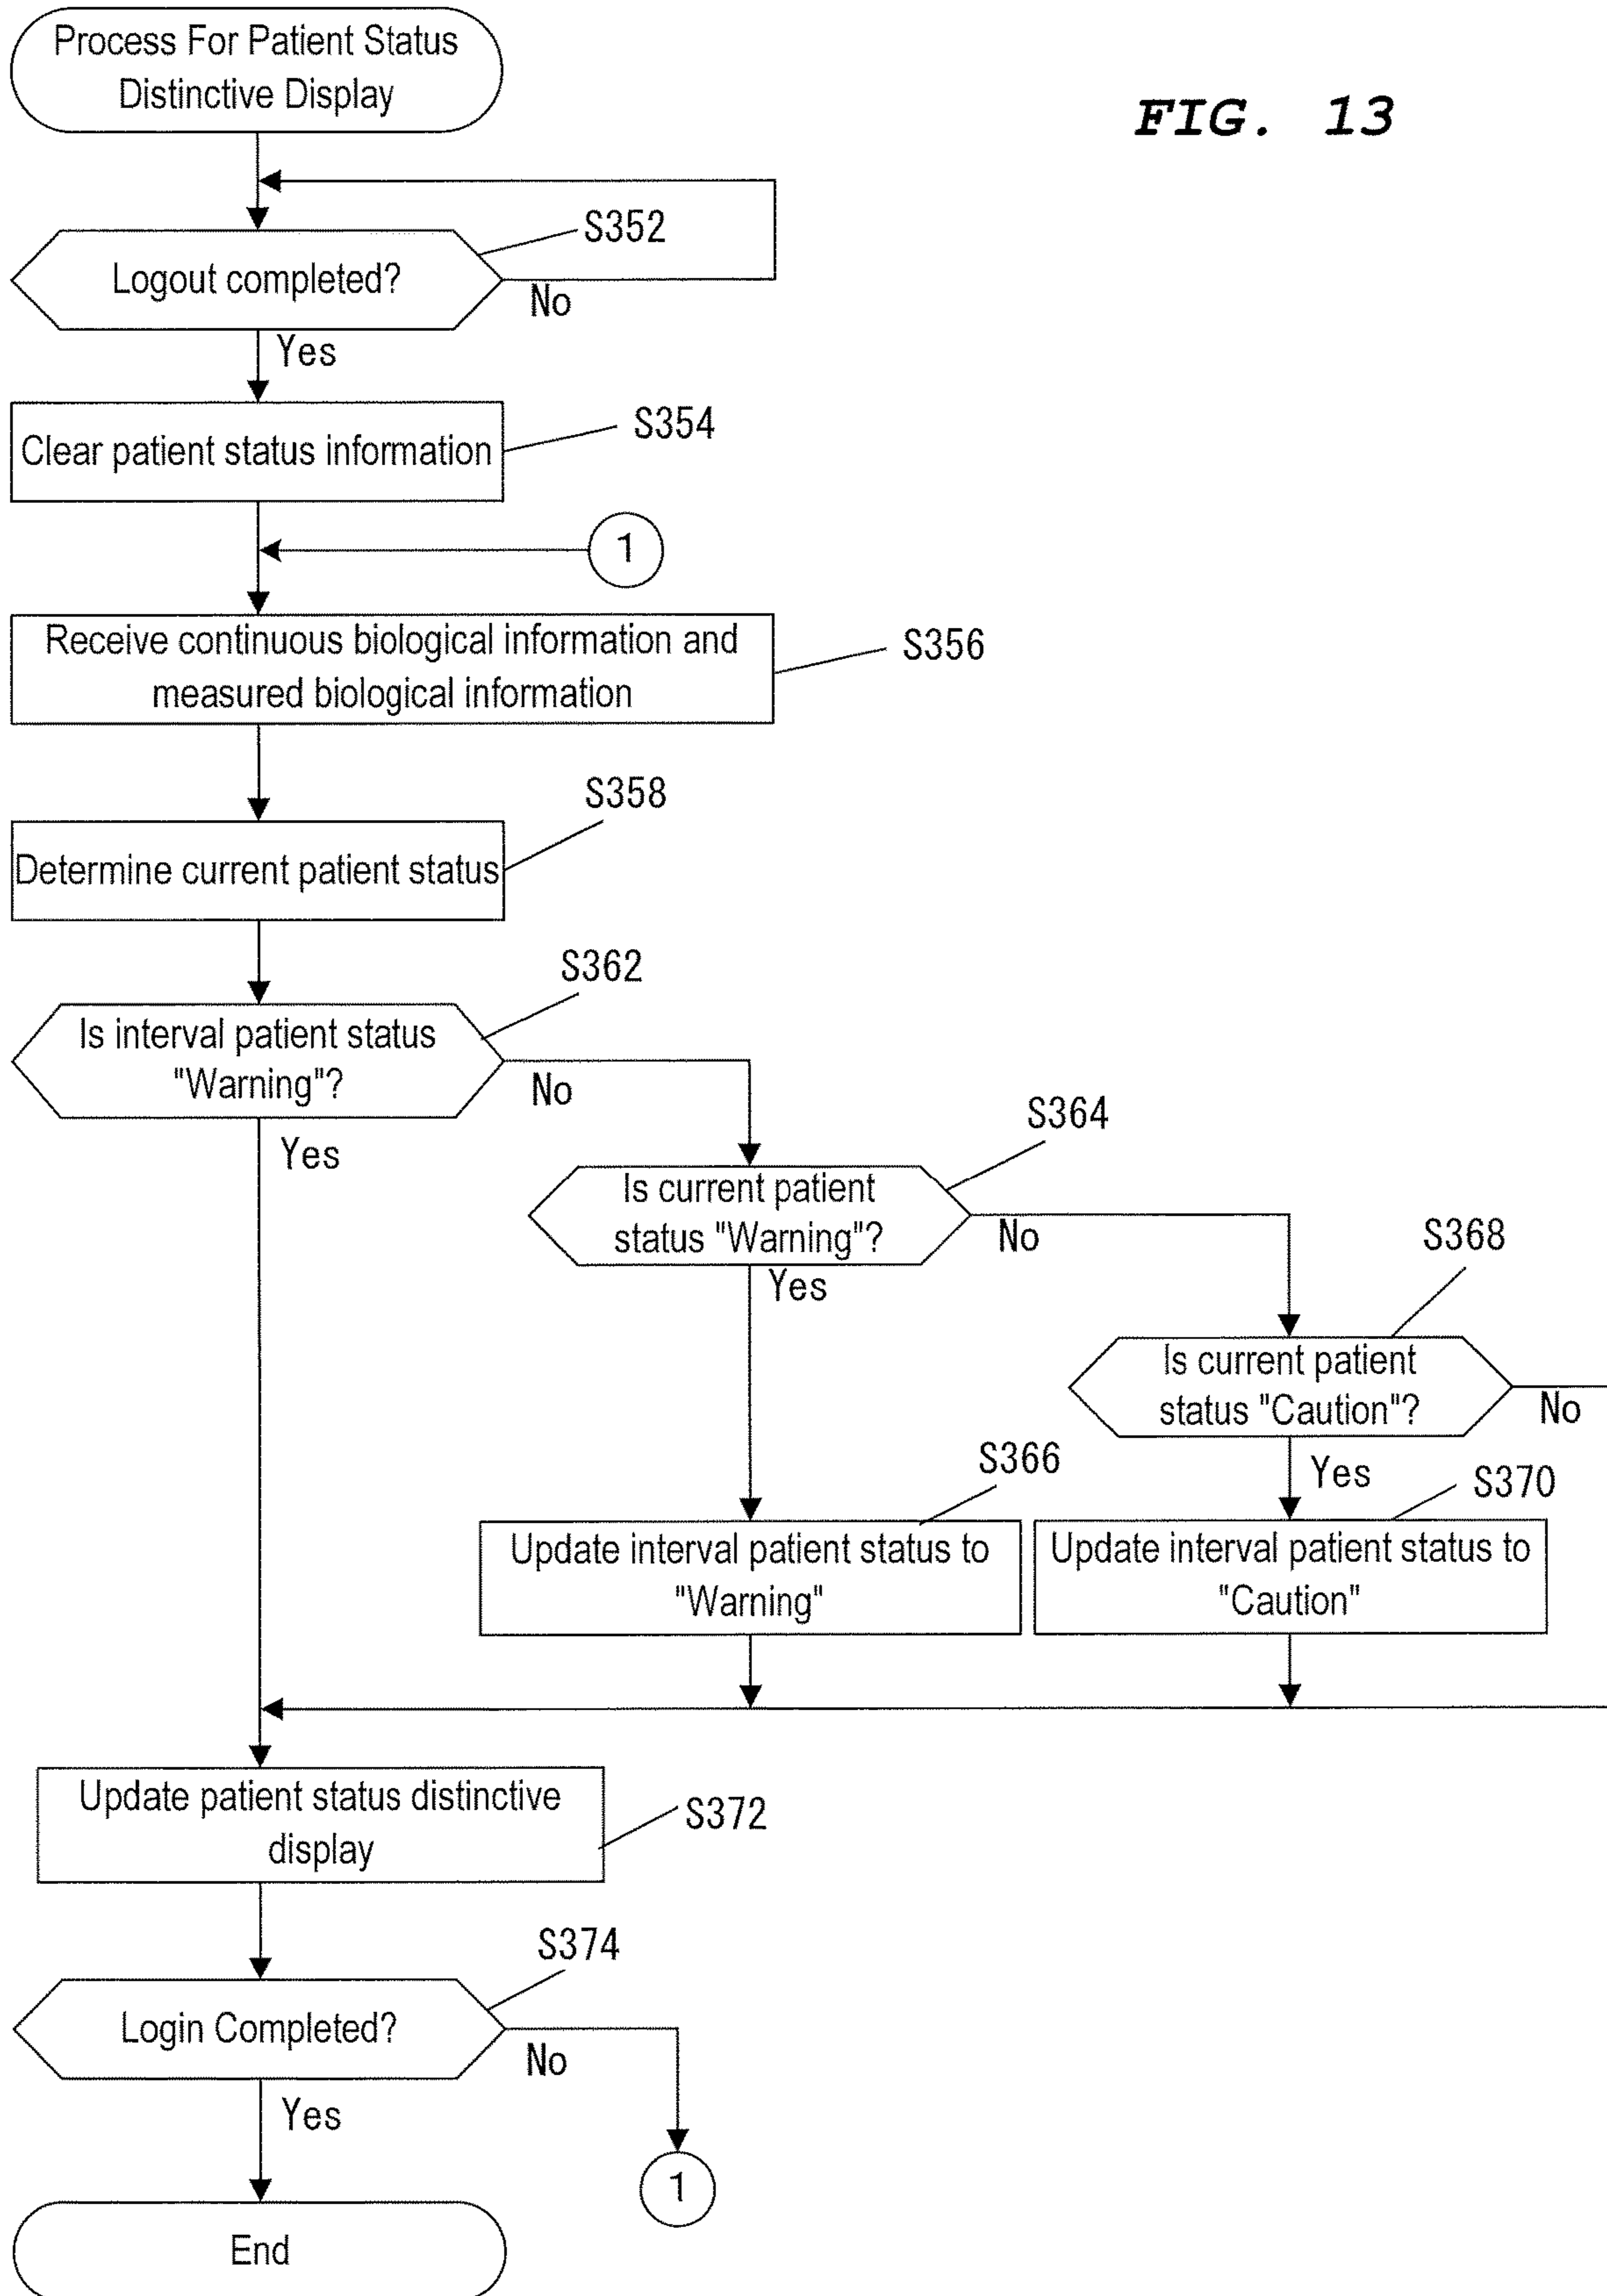 Process For Patient Status
Distinctive Display
FIG. 13
S352
Logout completed?
No
Yes
S354
Clear patient status information
1
Receive continuous biological information and
measured biological information
S356
S358
Determine current patient status
S362
Is interval patient status
"Warning"?
No
Yes
S364
Is current patient
status "Warning"?
No
Yes
S368
Is current patient
status "Caution"?
No
Yes
S366
Update interval patient status to
"Warning"
S370
Update interval patient status to
"Caution"
Update patient status distinctive
display
S372
S374
Login Completed?
No
Yes
1
End